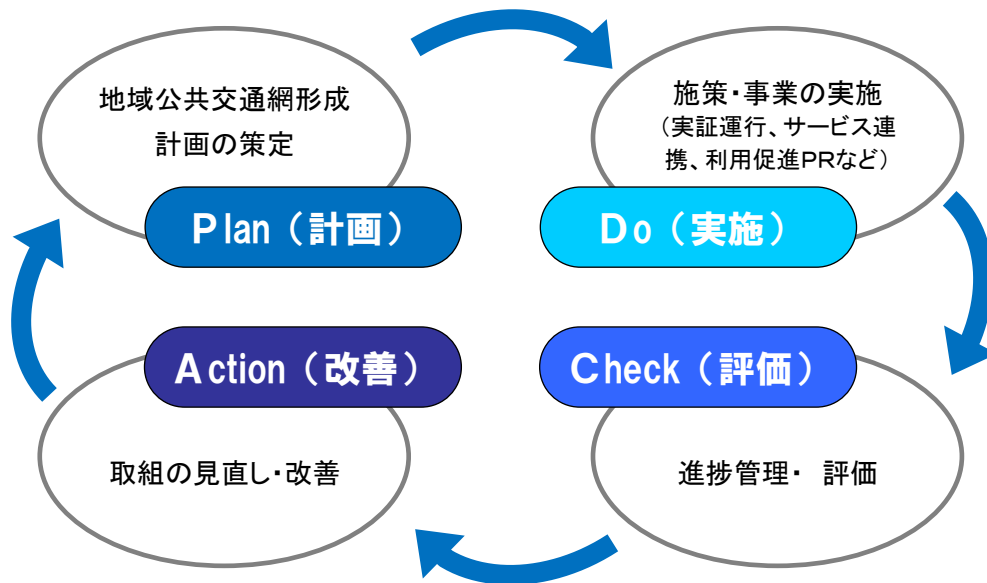 地域公共交通網形成
計画の策定
Plan（計画）
施策・事業の実施
（実証運行、サービス連
携、利用促進PRなど）
Do（実施）
Action（改善）
取組の見直し・改善
Check（評価）
進捗管理・ 評価